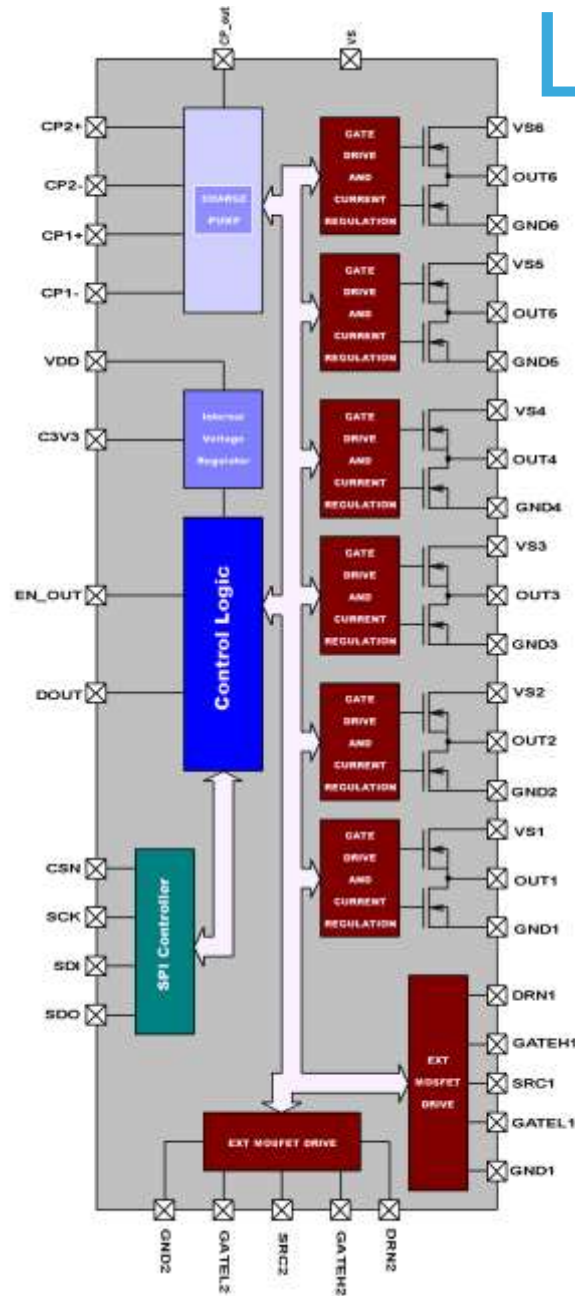 L
CP_out
VS
CP2+
CP2-
CP1+
CP1-
VDD
C3V3
EN_OUT
DOUT
CSN
SCK
SDI
SDO
CHARGE
PUMP
Internal
Voltage
Regulator
Control Logic
SPI Controller
GATE
DRIVE
AND
CURRENT
REGULATION
VS6
OUT6
GND6
GATE
DRIVE
AND
CURRENT
REGULATION
VS5
OUT5
GND5
GATE
DRIVE
AND
CURRENT
REGULATION
VS4
OUT4
GND4
GATE
DRIVE
AND
CURRENT
REGULATION
VS3
OUT3
GND3
GATE
DRIVE
AND
CURRENT
REGULATION
VS2
OUT2
GND2
GATE
DRIVE
AND
CURRENT
REGULATION
VS1
OUT1
GND1
EXT
MOSFET
DRIVE
DRN1
GATEH1
SRC1
GATEL1
GND1
EXT MOSFET DRIVE
GND2
GATEL2
SRC2
GATEH2
DRN2